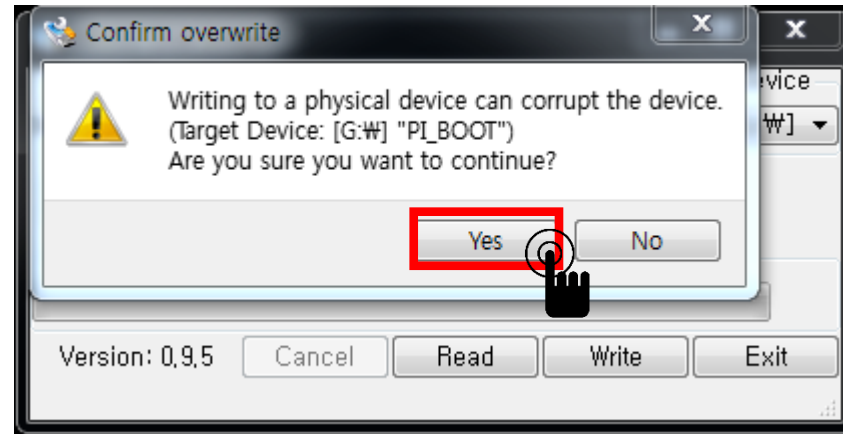 Confirm overwrite
x
x
Writing to a physical device can corrupt the device.
(Target Device: [G:₩] "PI_BOOT")
Are you sure you want to continue?
vice
₩]
Yes
No
Version: 0,9,5
Cancel
Read
Write
Exit